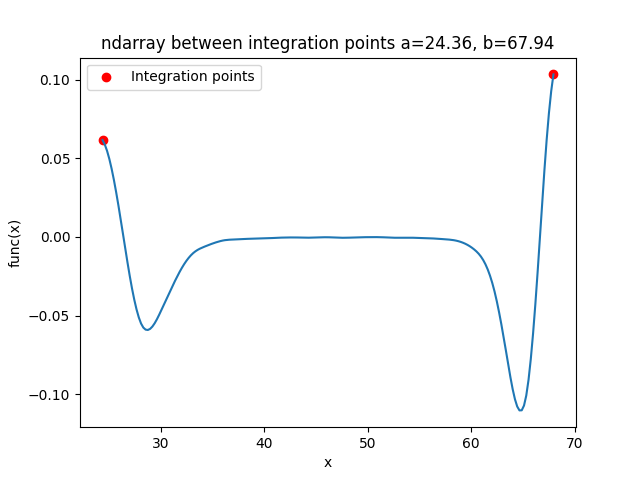 ndarray between integration points a=24.36, b=67.94
Integration points
0.10
0.05
0.00
−0.05
−0.10
func(x)
30 40 50 60 70
x